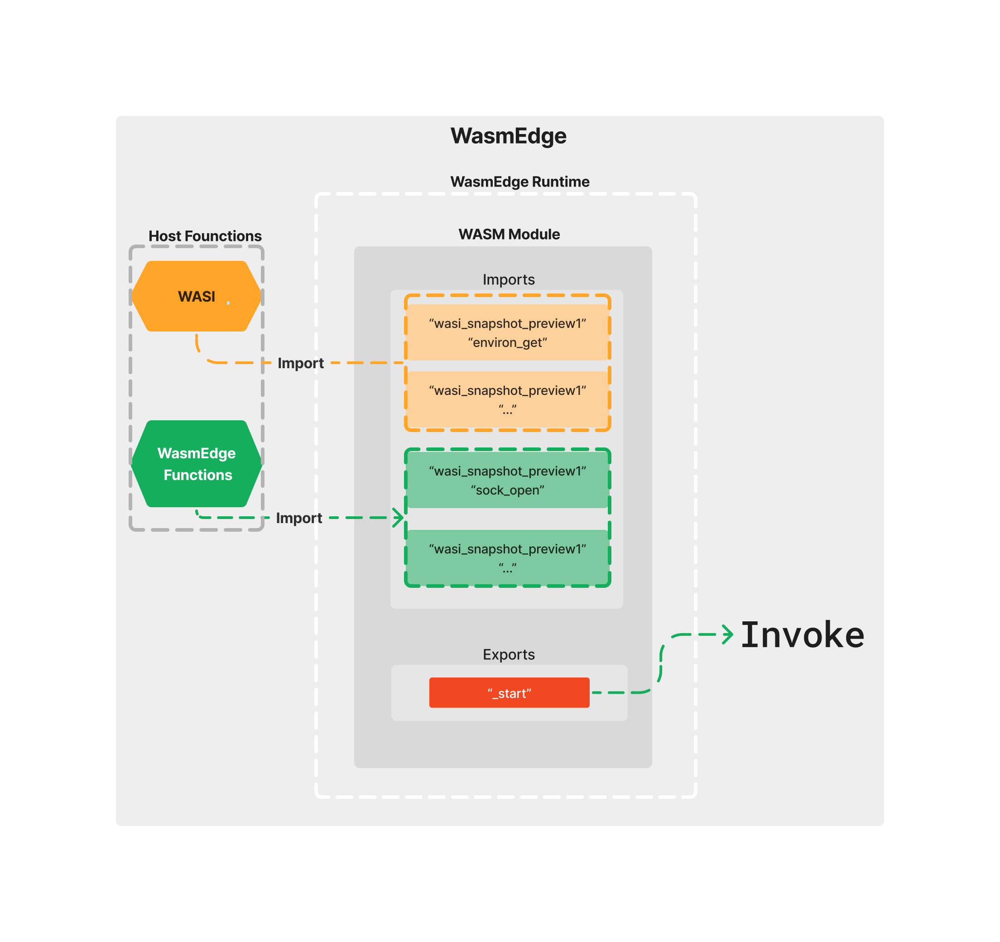 WasmEdge
WasmEdge Runtime
Host Founctions
WASM Module
Imports
WASI
“wasi_snapshot_preview1”
“environ_get”
Import
“wasi_snapshot_preview1”
“...”
WasmEdge
Functions
“wasi_snapshot_preview1”
“sock_open”
Import
“wasi_snapshot_preview1”
“...”
Invoke
Exports
“_start”